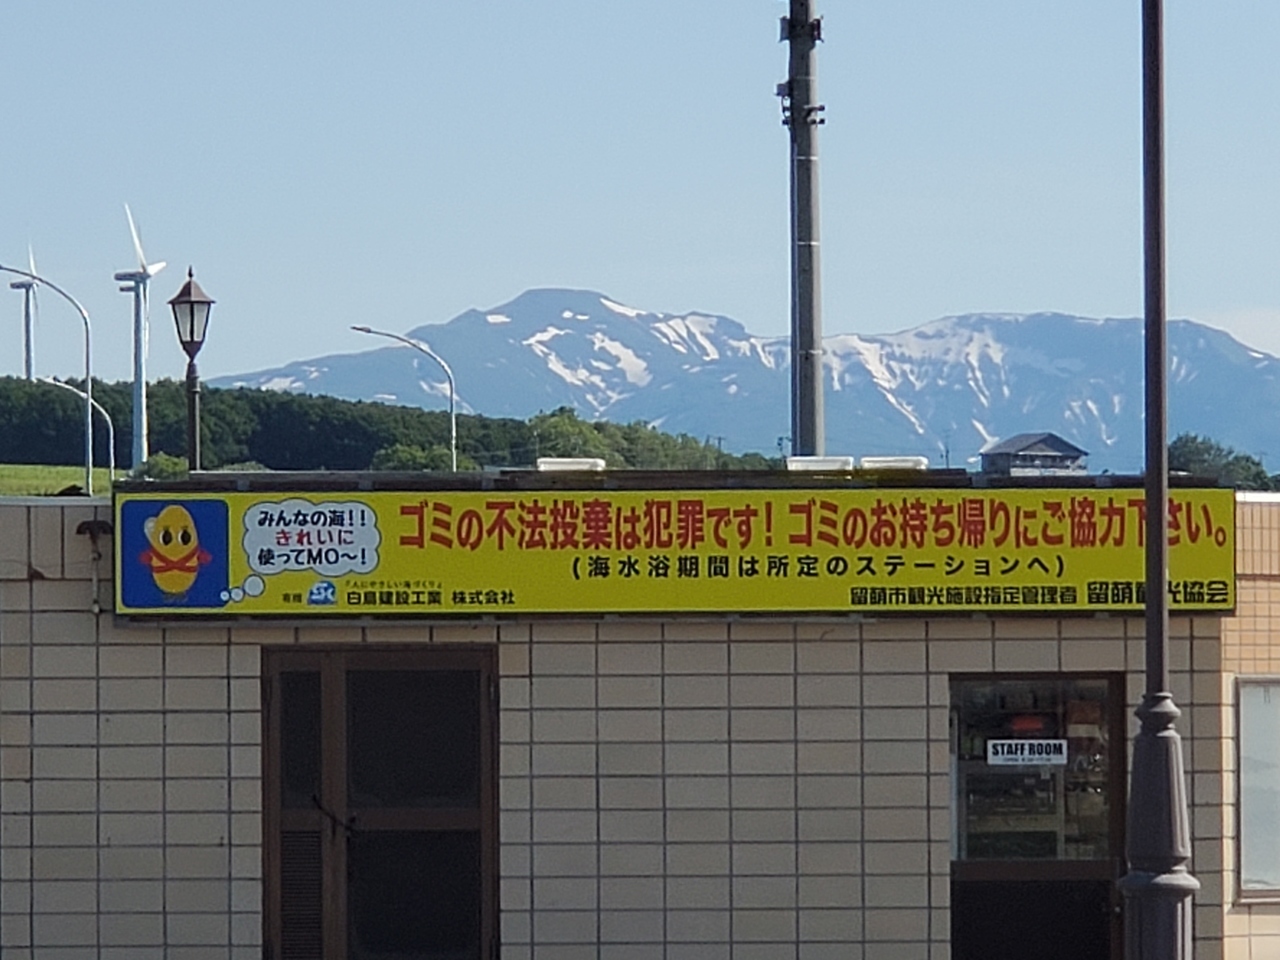 みんなの海!!
きれいに
使ってMO〜!
ゴミの不法投棄は犯罪です! ゴミのお持ち帰りにご協力下さい。
(海水浴期間は所定のステーションへ)
「人にやさしい海づくり」
寄贈 白鳥建設工業 株式会社
留萌市観光施設指定管理者 留萌観光協会
STAFF ROOM